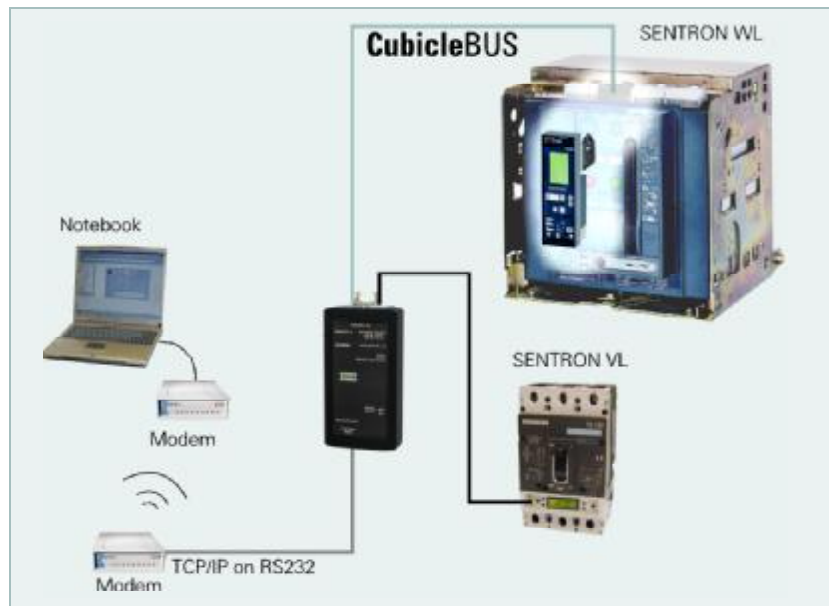 CubicleBUS
SENTRON WL
Notebook
SENTRON VL
Modem
TCP/IP on RS232
Modem